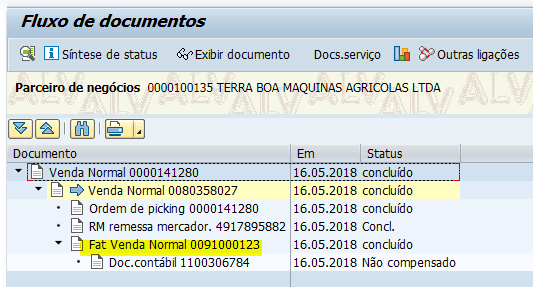 Fluxo de documentos
Síntese de status Exibir documento Docs.serviço Outras ligações
Parceiro de negócios 0000100135 TERRA BOA MAQUINAS AGRICOLAS LTDA
Documento Em Status
Venda Normal 0000141280 16.05.2018 concluído
Venda Normal 0080358027 16.05.2018 concluído
Ordem de picking 0000141280 16.05.2018 concluído
RM remessa mercador. 4917895882 16.05.2018 Concl.
Fat Venda Normal 0091000123 16.05.2018 concluído
Doc.contábil 1100306784 16.05.2018 Não compensado